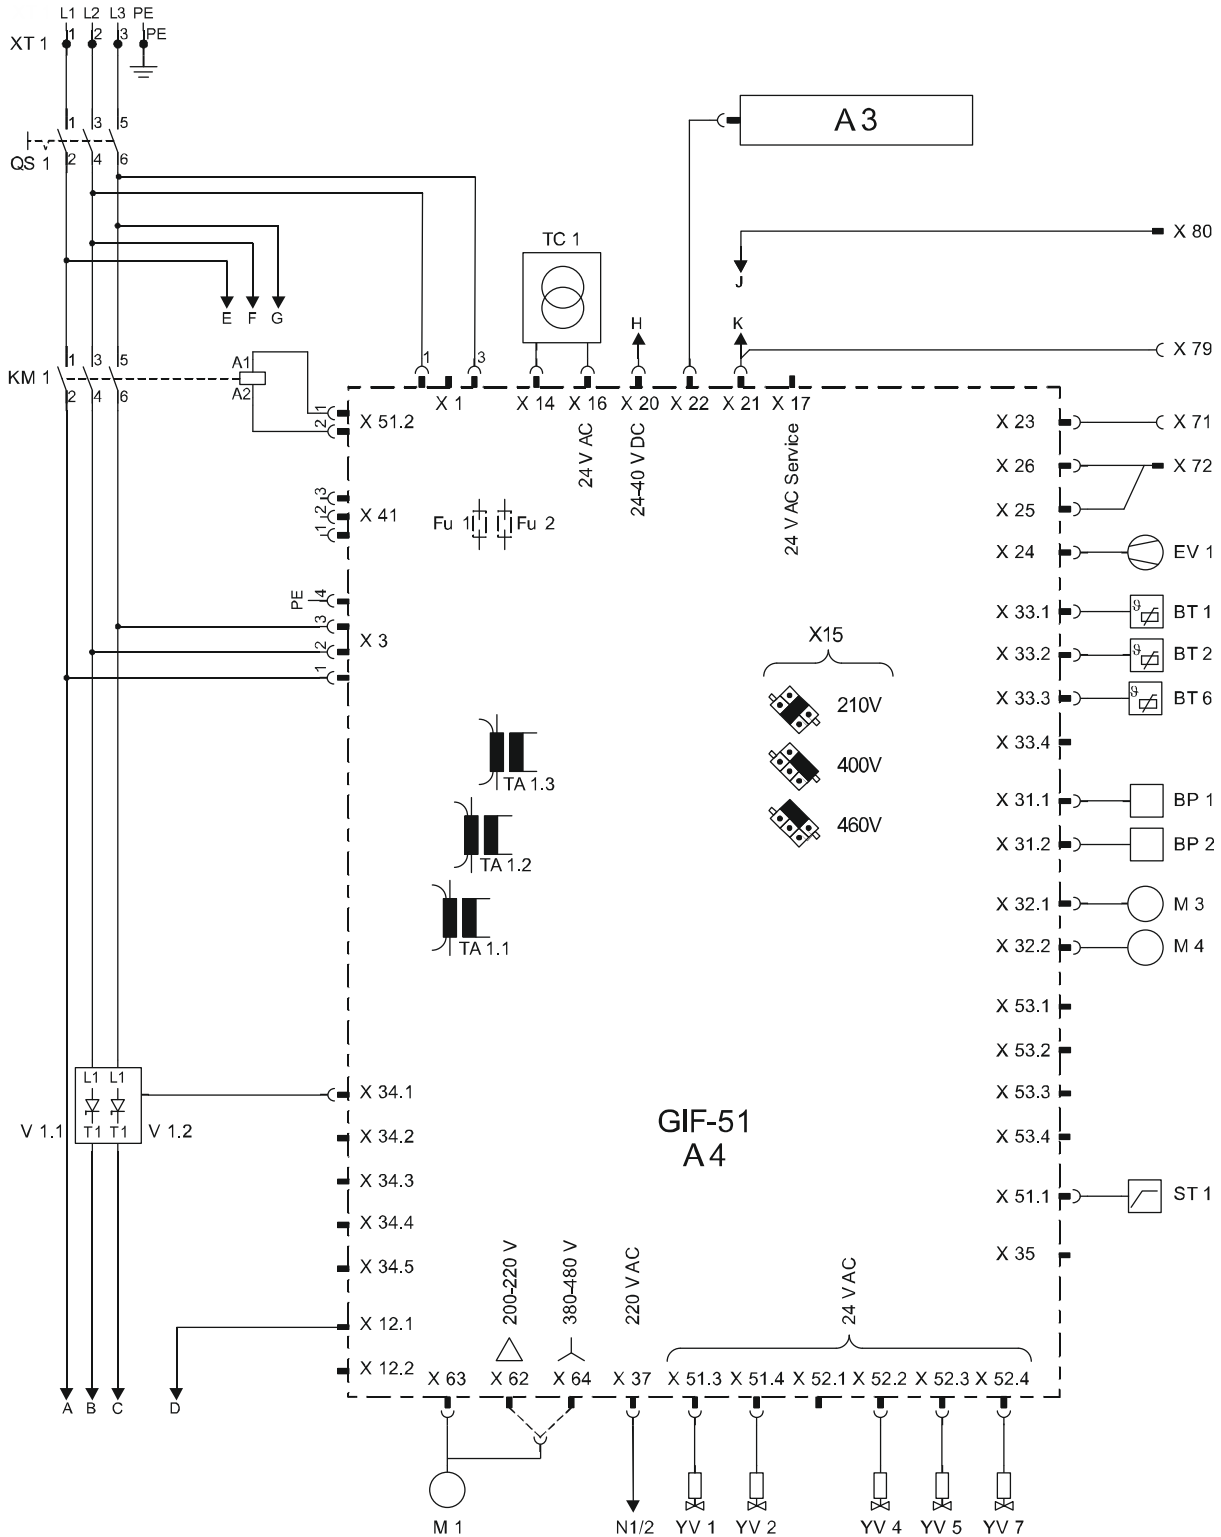 L1 L2 L3 PE
XT 1 1 2 3 PE
1 3 5
QS 1 2 4 6
A 3
X 80
TC 1
J
E F G
H K
X 79
1 3
1 3 5 A1
KM 1 2 4 6 A2
X 1 X 14 X 16 X 20 X 22 X 21 X 17
24 V AC
24-40 V DC
24 V AC Service
1
2
X 51.2
X 23 X 71
X 26 X 72
X 25
3
2
1
X 41
Fu 1 Fu 2
X 24 EV 1
PE 4
3
2
1
X 3
X 33.1 ϑ BT 1
X 33.2 ϑ BT 2
X 33.3 ϑ BT 6
X 33.4
X15
210V
400V
460V
TA 1.3
TA 1.2
TA 1.1
X 31.1 BP 1
X 31.2 BP 2
X 32.1 M 3
X 32.2 M 4
X 53.1
X 53.2
X 53.3
X 53.4
L1 L1
T1 T1
V 1.1 V 1.2
X 34.1
X 34.2
X 34.3
X 34.4
X 34.5
X 12.1
X 12.2
GIF-51
A 4
X 51.1 ST 1
X 35
200-220 V
380-480 V
220 V AC
24 V AC
X 63 X 62 X 64 X 37 X 51.3 X 51.4 X 52.1 X 52.2 X 52.3 X 52.4
A B C D
M 1 N1/2 YV 1 YV 2 YV 4 YV 5 YV 7